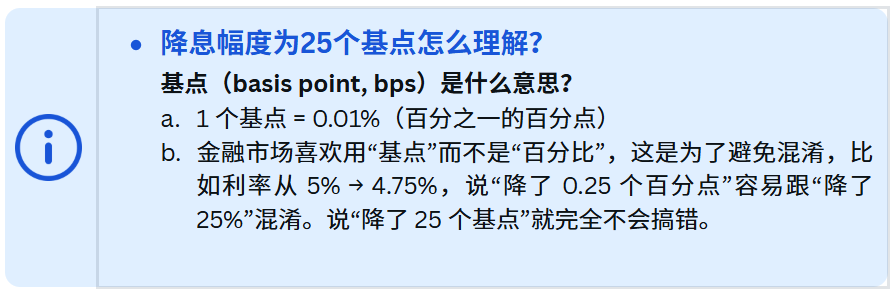 • 降息幅度为25个基点怎么理解？
基点（basis point, bps）是什么意思？
a. 1 个基点 = 0.01%（百分之一的百分点）
b. 金融市场喜欢用“基点”而不是“百分比”，这是为了避免混淆，比
如利率从 5% → 4.75%，说“降了 0.25 个百分点”容易跟“降了
25%”混淆。说“降了 25 个基点”就完全不会搞错。